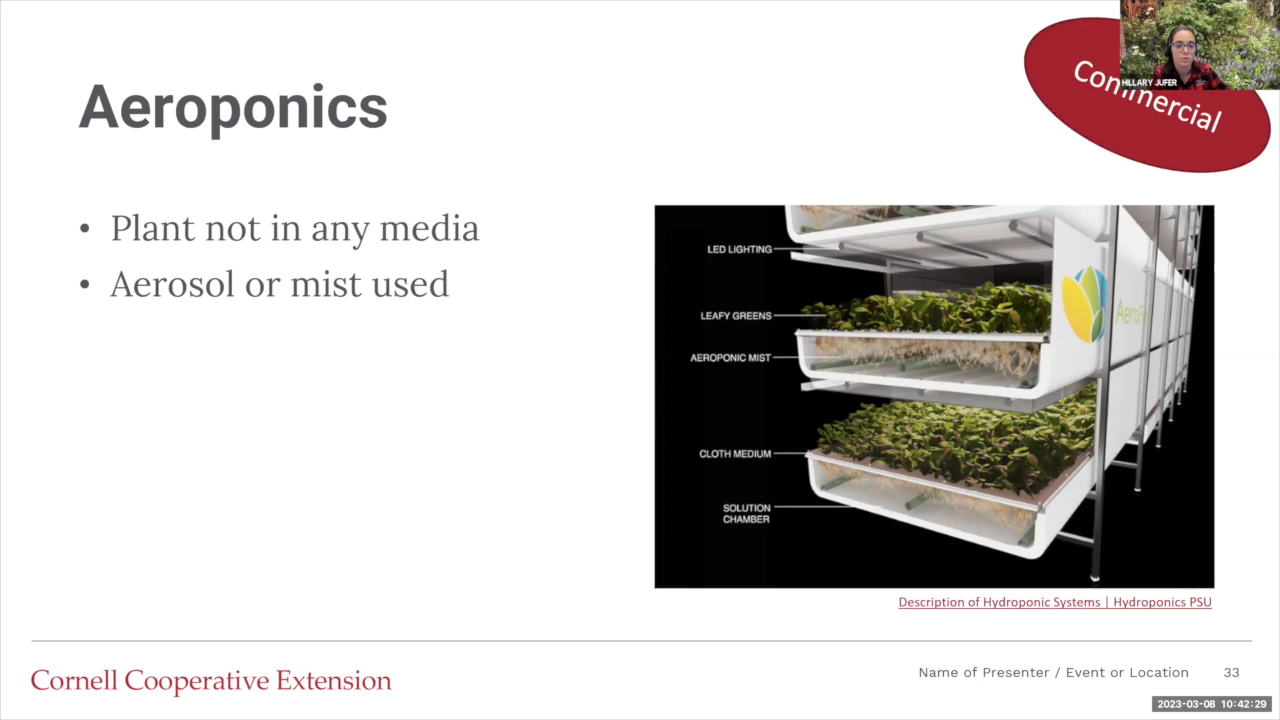 Aeroponics
Commercial
HILLARY JUFER
• Plant not in any media
• Aerosol or mist used
LED LIGHTING
LEAFY GREENS
AEROPONIC MIST
CLOTH MEDIUM
SOLUTION
CHAMBER
Description of Hydroponic Systems | Hydroponics PSU
Cornell Cooperative Extension
Name of Presenter / Event or Location 33
2023-03-08 10:42:29